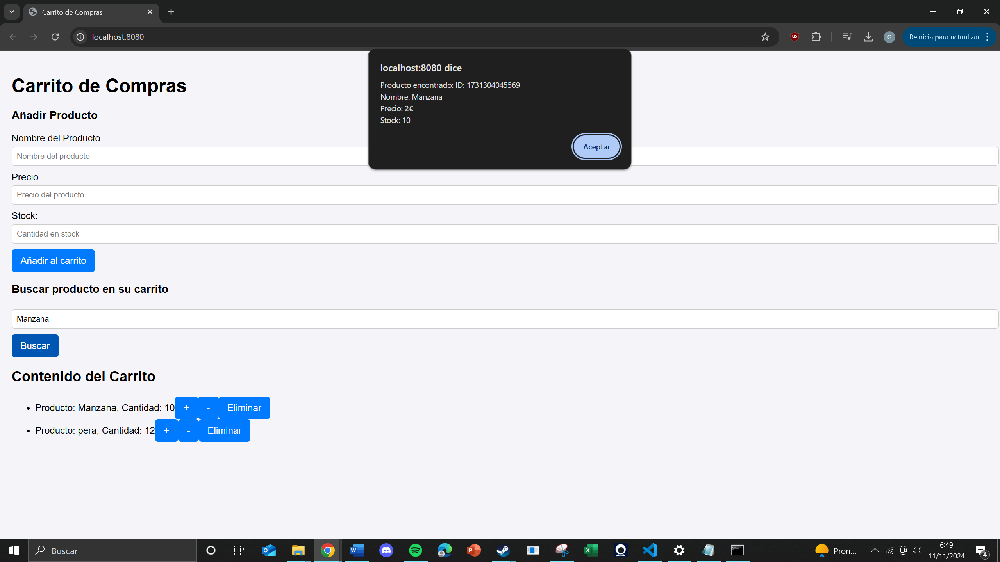 Carrito de Compras
localhost:8080
G
Reinicia para actualizar
localhost:8080 dice
Producto encontrado: ID: 1731304045569
Nombre: Manzana
Precio: 2€
Stock: 10
Aceptar
Carrito de Compras
Añadir Producto
Nombre del Producto:
Nombre del producto
Precio:
Precio del producto
Stock:
Cantidad en stock
Añadir al carrito
Buscar producto en su carrito
Manzana
Buscar
Contenido del Carrito
• Producto: Manzana, Cantidad: 10 + - Eliminar
• Producto: pera, Cantidad: 12 + - Eliminar
Buscar
Pron...
6:49
11/11/2024
4